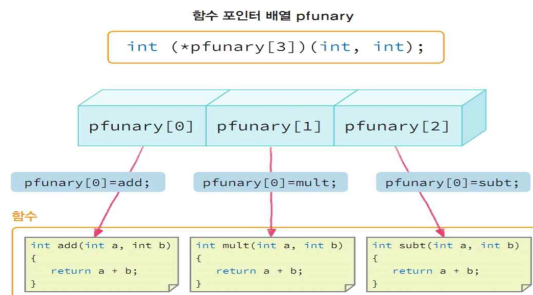 함수 포인터 배열 pfunary
int (*pfunary[3])(int, int);
pfunary[0] pfunary[1] pfunary[2]
pfunary[0]=add; pfunary[0]=mult; pfunary[0]=subt;
함수
int add(int a, int b)
{
return a + b;
}
int mult(int a, int b)
{
return a + b;
}
int subt(int a, int b)
{
return a + b;
}